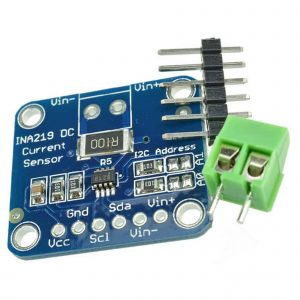 Vin-
Vin+
INA219 DC
Current
Sensor
R100
R5
I2C Address
A0 A1
Gnd
Sda
Vin+
Vcc
Scl
Vin-